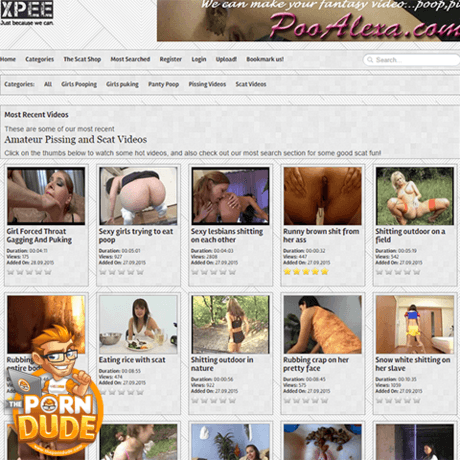 We can make your fantasy video...poop,pi
XPEE
Just because we can.
PooAlexa.com
Home Categories The Scat Shop Most Searched Register Login Upload! Bookmark us!
Search...
Categories: All Girls Pooping Girls puking Panty Poop Pissing Videos Scat Videos
Most Recent Videos
These are some of our most recent
Amateur Pissing and Scat Videos
Click on the thumbs below to watch some hot videos, and also check out our most search section for some good scat fun!
Girl Forced Throat
Gagging And Puking
Duration: 00:04:11
Views: 175
Added On: 28.09.2015
Sexy girls trying to eat
poop
Duration: 00:05:01
Views: 927
Added On: 27.09.2015
Sexy lesbians shitting
on each other
Duration: 00:04:03
Views: 2808
Added On: 27.09.2015
Runny brown shit from
her ass
Duration: 00:00:32
Views: 447
Added On: 27.09.2015
Shitting outdoor on a
field
Duration: 00:05:19
Views: 542
Added On: 27.09.2015
Rubbing
entire bo
Eating rice with scat
Duration: 00:08:55
Views: 474
Added On: 27.09.2015
Shitting outdoor in
nature
Duration: 00:00:56
Views: 822
Added On: 27.09.2015
Rubbing crap on her
pretty face
Duration: 00:06:45
Views: 575
Added On: 27.09.2015
Snow white shitting on
her slave
Duration: 00:10:35
Views: 1059
Added On: 27.09.2015
THE
PORN
DUDE